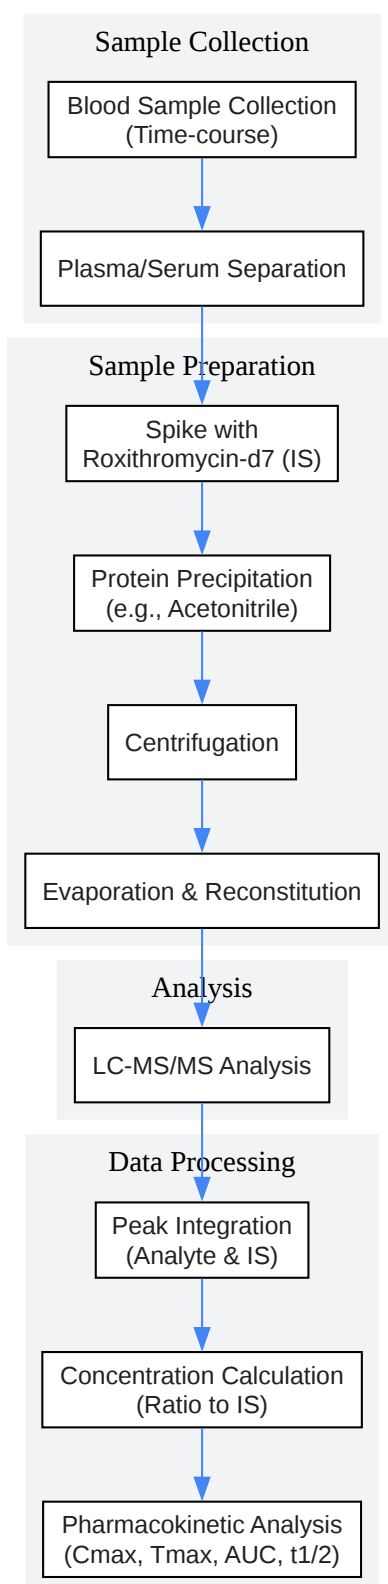 Sample Collection
Blood Sample Collection
(Time-course)
Plasma/Serum Separation
Sample Preparation
Spike with
Roxithromycin-d7 (IS)
Protein Precipitation
(e.g., Acetonitrile)
Centrifugation
Evaporation & Reconstitution
Analysis
LC-MS/MS Analysis
Data Processing
Peak Integration
(Analyte & IS)
Concentration Calculation
(Ratio to IS)
Pharmacokinetic Analysis
(Cmax, Tmax, AUC, t1/2)